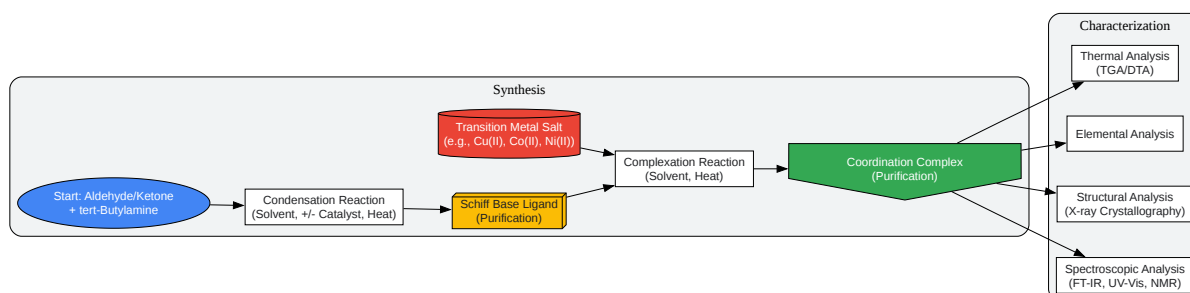 Synthesis
Start: Aldehyde/Ketone
+ tert-Butylamine
Condensation Reaction
(Solvent, +/- Catalyst, Heat)
Schiff Base Ligand
(Purification)
Transition Metal Salt
(e.g., Cu(II), Co(II), Ni(II))
Complexation Reaction
(Solvent, Heat)
Coordination Complex
(Purification)
Characterization
Thermal Analysis
(TGA/DTA)
Elemental Analysis
Structural Analysis
(X-ray Crystallography)
Spectroscopic Analysis
(FT-IR, UV-Vis, NMR)